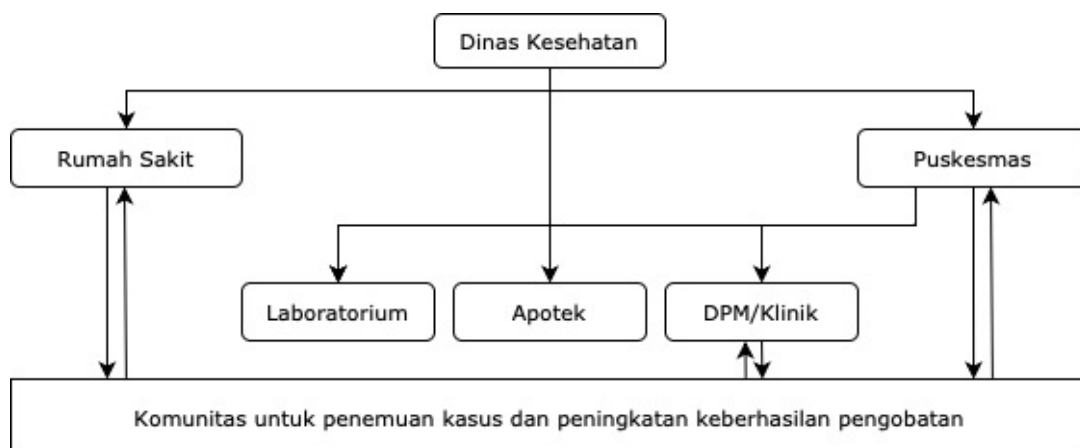 Dinas Kesehatan
Rumah Sakit
Puskesmas
Laboratorium
Apotek
DPM/Klinik
Komunitas untuk penemuan kasus dan peningkatan keberhasilan pengobatan